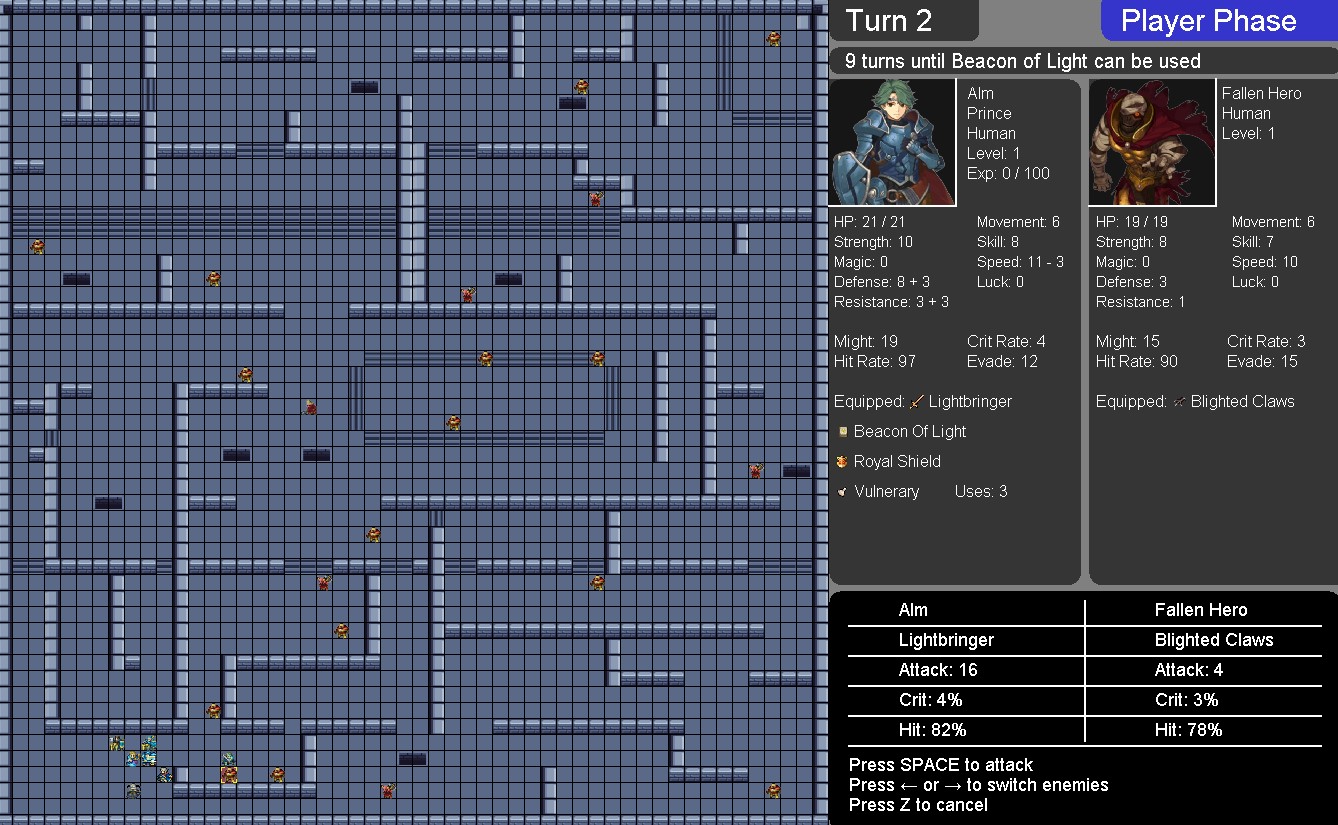 Turn 2
Player Phase
9 turns until Beacon of Light can be used
Alm
Prince
Human
Level: 1
Exp: 0 / 100
Fallen Hero
Human
Level: 1
HP: 21 / 21 Movement: 6
Strength: 10 Skill: 8
Magic: 0 Speed: 11 - 3
Defense: 8 + 3 Luck: 0
Resistance: 3 + 3
Might: 19 Crit Rate: 4
Hit Rate: 97 Evade: 12
Equipped: Lightbringer
Beacon Of Light
Royal Shield
Vulnerary Uses: 3
HP: 19 / 19 Movement: 6
Strength: 8 Skill: 7
Magic: 0 Speed: 10
Defense: 3 Luck: 0
Resistance: 1
Might: 15 Crit Rate: 3
Hit Rate: 90 Evade: 15
Equipped: Blighted Claws
Alm Fallen Hero
Lightbringer Blighted Claws
Attack: 16 Attack: 4
Crit: 4% Crit: 3%
Hit: 82% Hit: 78%
Press SPACE to attack
Press ← or → to switch enemies
Press Z to cancel